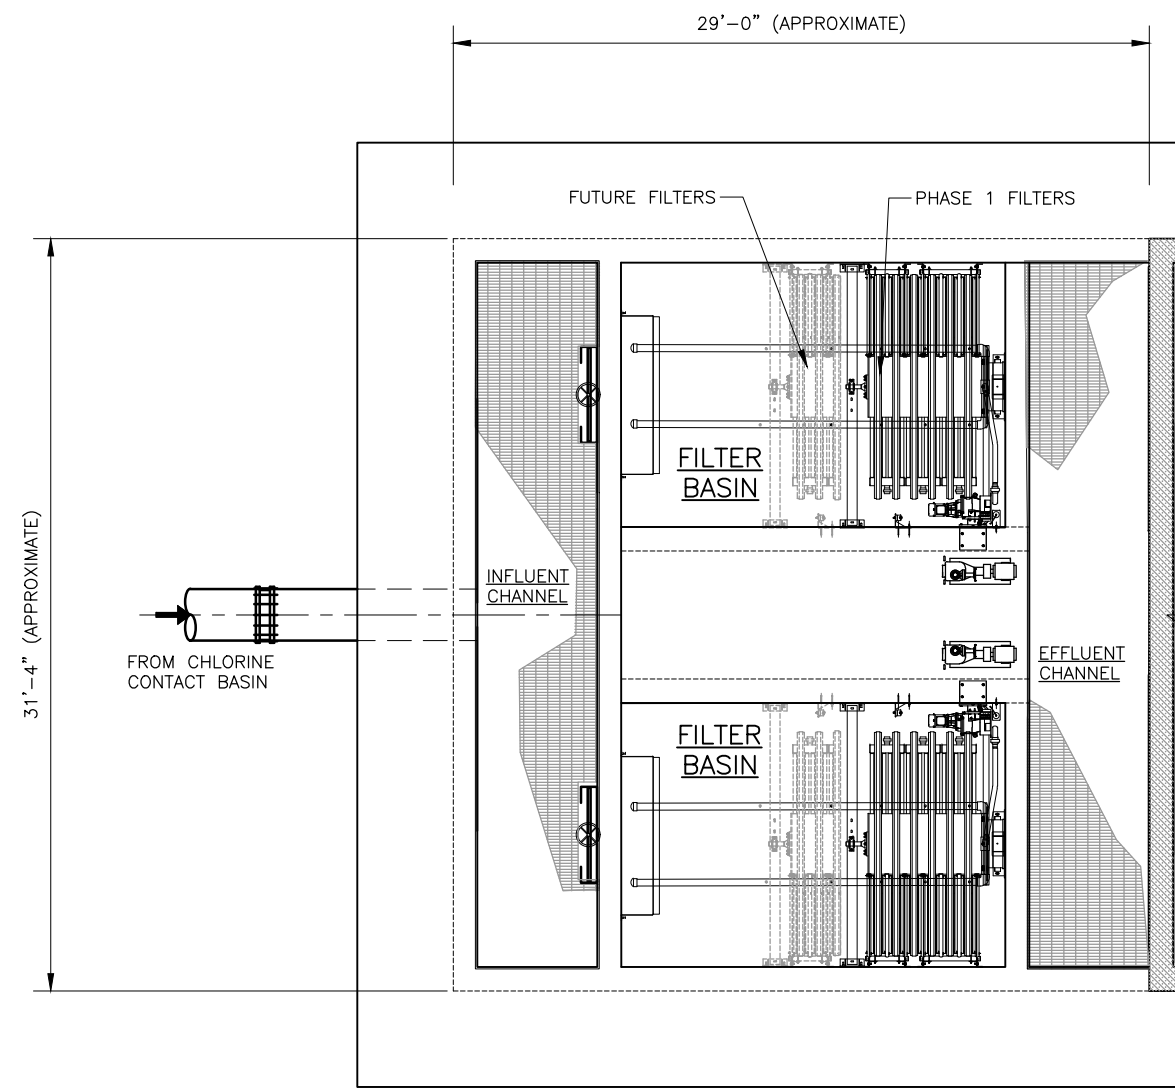 29'-0" (APPROXIMATE)
FUTURE FILTERS
PHASE 1 FILTERS
31'-4" (APPROXIMATE)
FILTER
BASIN
INFLUENT
CHANNEL
FROM CHLORINE
CONTACT BASIN
EFFLUENT
CHANNEL
FILTER
BASIN